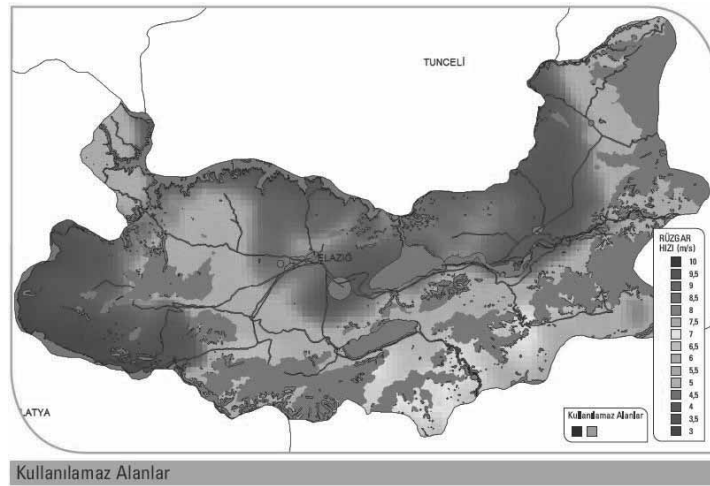 TUNCELİ
ELAZIĞ
LATYA
RÜZGAR
HIZI (m/s)
10
9,5
9
8,5
8
7,5
7
6,5
6
5,5
5
4,5
4
3,5
3
Kullanılamaz Alanlar
Kullanılamaz Alanlar